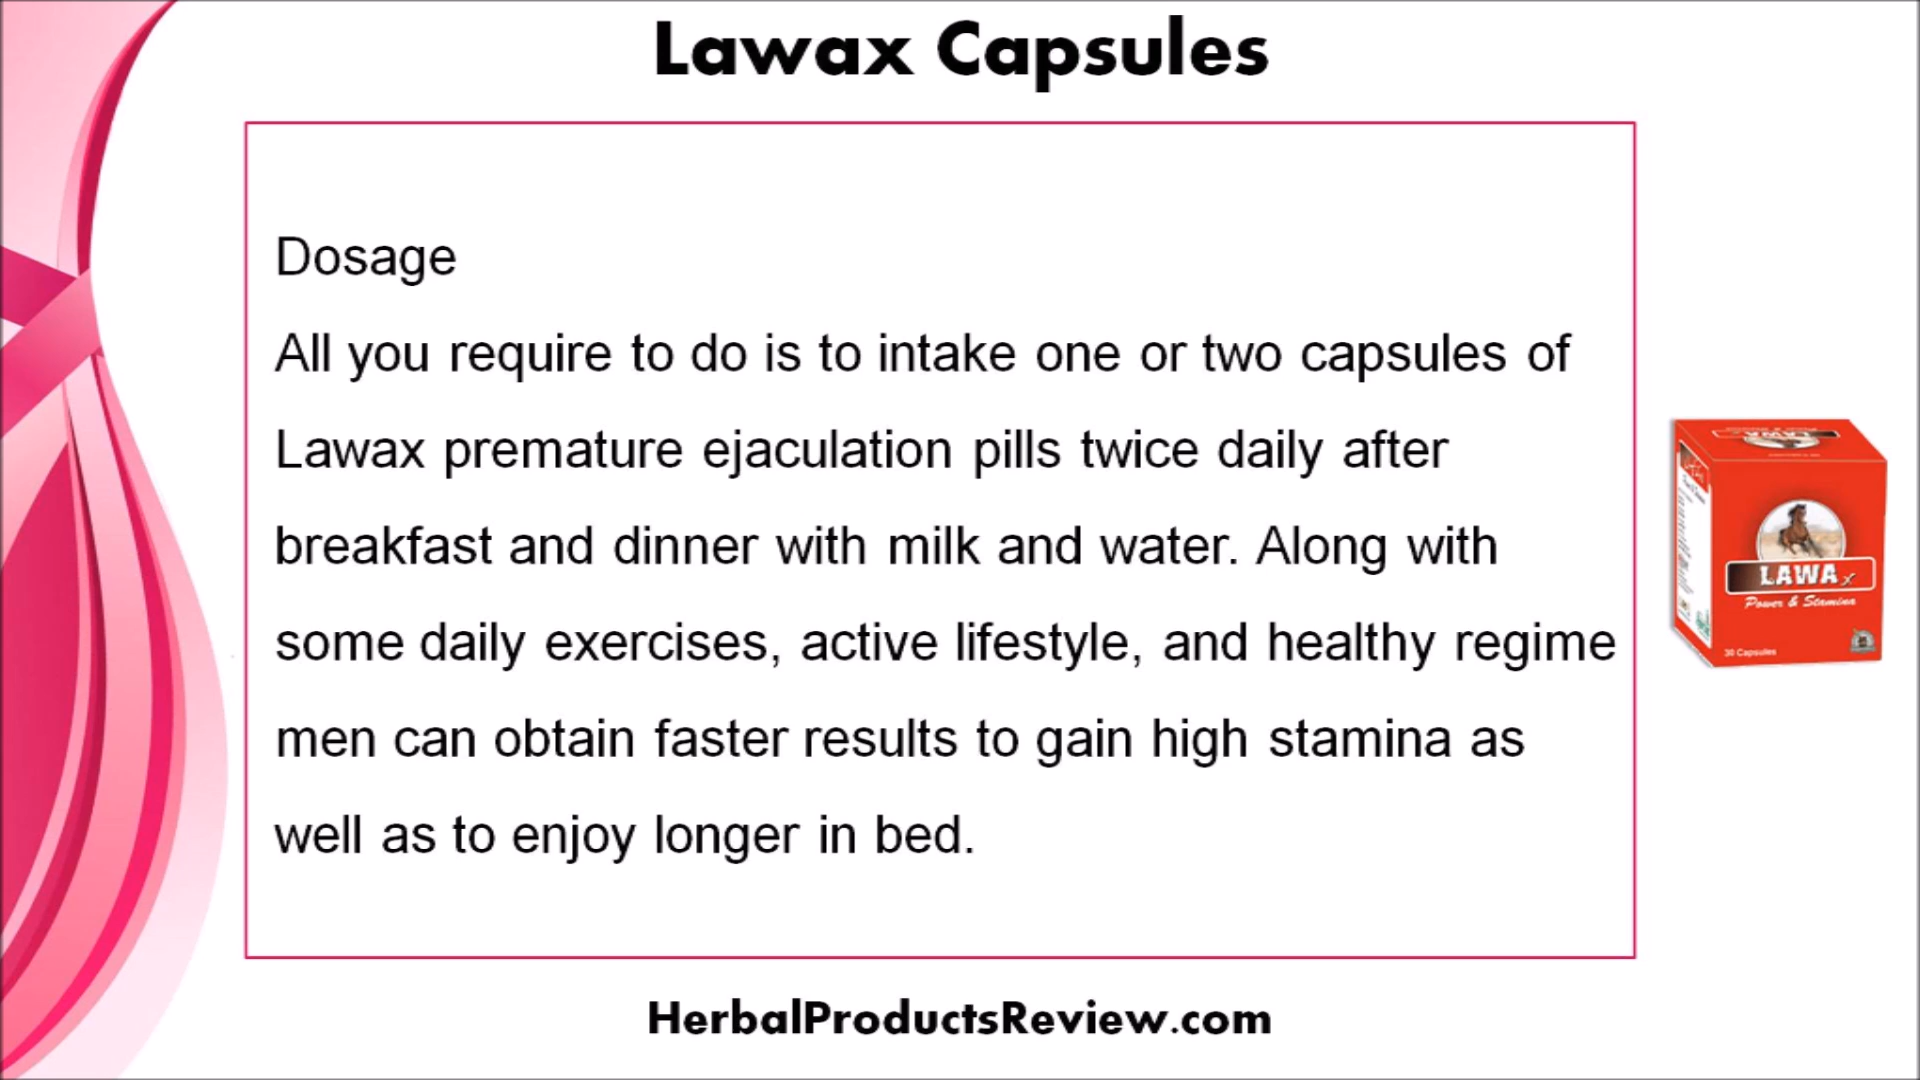 Lawax Capsules
Dosage
All you require to do is to intake one or two capsules of
Lawax premature ejaculation pills twice daily after
breakfast and dinner with milk and water. Along with
some daily exercises, active lifestyle, and healthy regime
men can obtain faster results to gain high stamina as
well as to enjoy longer in bed.
LAWAX
Power & Stamina
30 Capsules
HerbalProductsReview.com